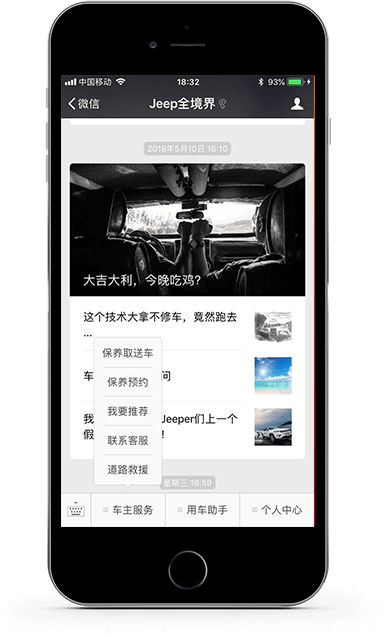 中国移动
18:32
93%
微信
Jeep全境界
2018年5月10日 16:10
大吉大利，今晚吃鸡？
这个技术大拿不修车，竟然跑去
...
保养取送车
车
问
保养预约
我要推荐
我
Jeeper们上一个
假
！
联系客服
道路救援
星期三 16:59
车主服务
用车助手
个人中心